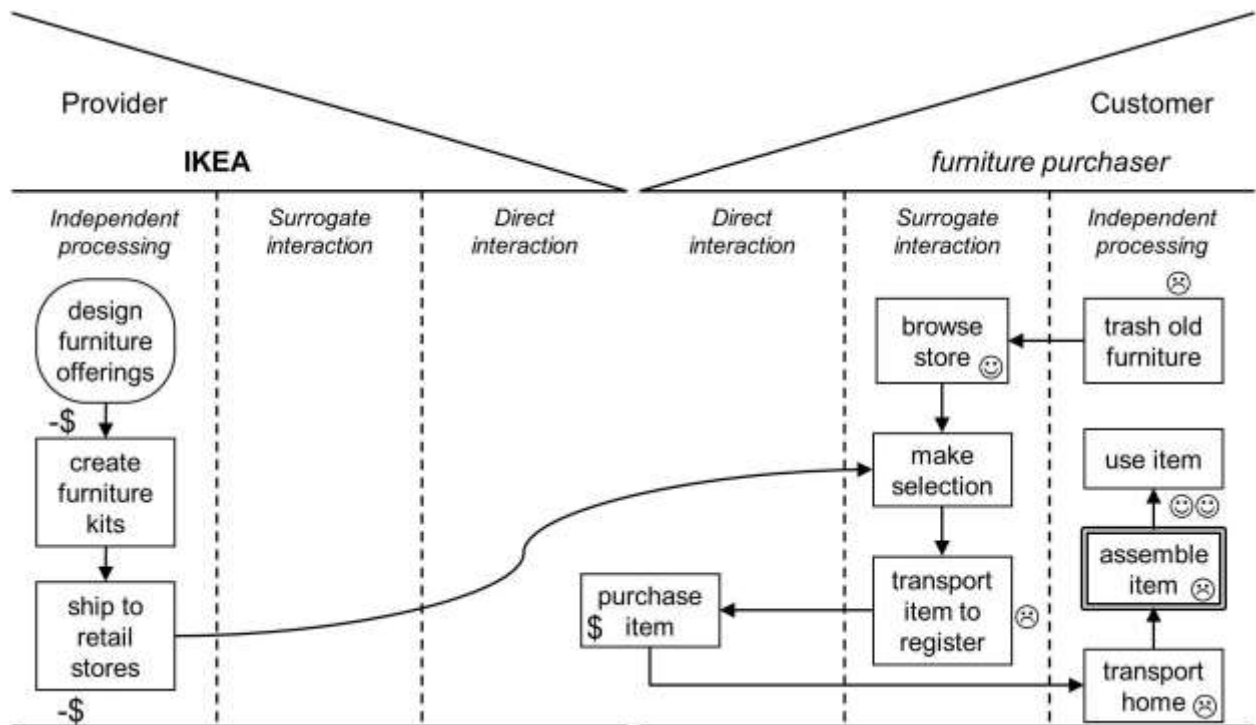 Provider
Customer
IKEA
furniture purchaser
Independent
processing
Surrogate
interaction
Direct
interaction
Direct
interaction
Surrogate
interaction
Independent
processing
design
furniture
offerings
-$
create
furniture
kits
ship to
retail
stores
-$
browse
store
trash old
furniture
make
selection
use item
transport
item to
register
assemble
item
purchase
$ item
transport
home